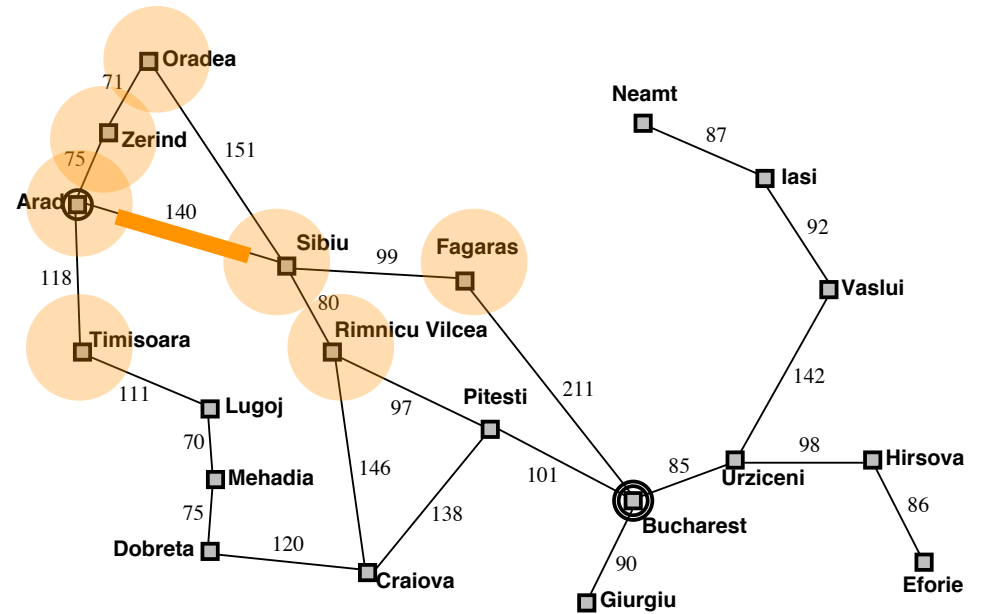 Oradea
71
Neamt
Zerind
87
75
151
Iasi
Arad
140
92
Sibiu
Fagaras
99
118
Vaslui
80
Timisoara
Rimnicu Vilcea
142
111
211
Pitesti
Lugoj
97
70
98
Hirsova
146
101
85
Mehadia
Urziceni
75
138
86
Bucharest
Dobreta
120
90
Craiova
Eforie
Giurgiu